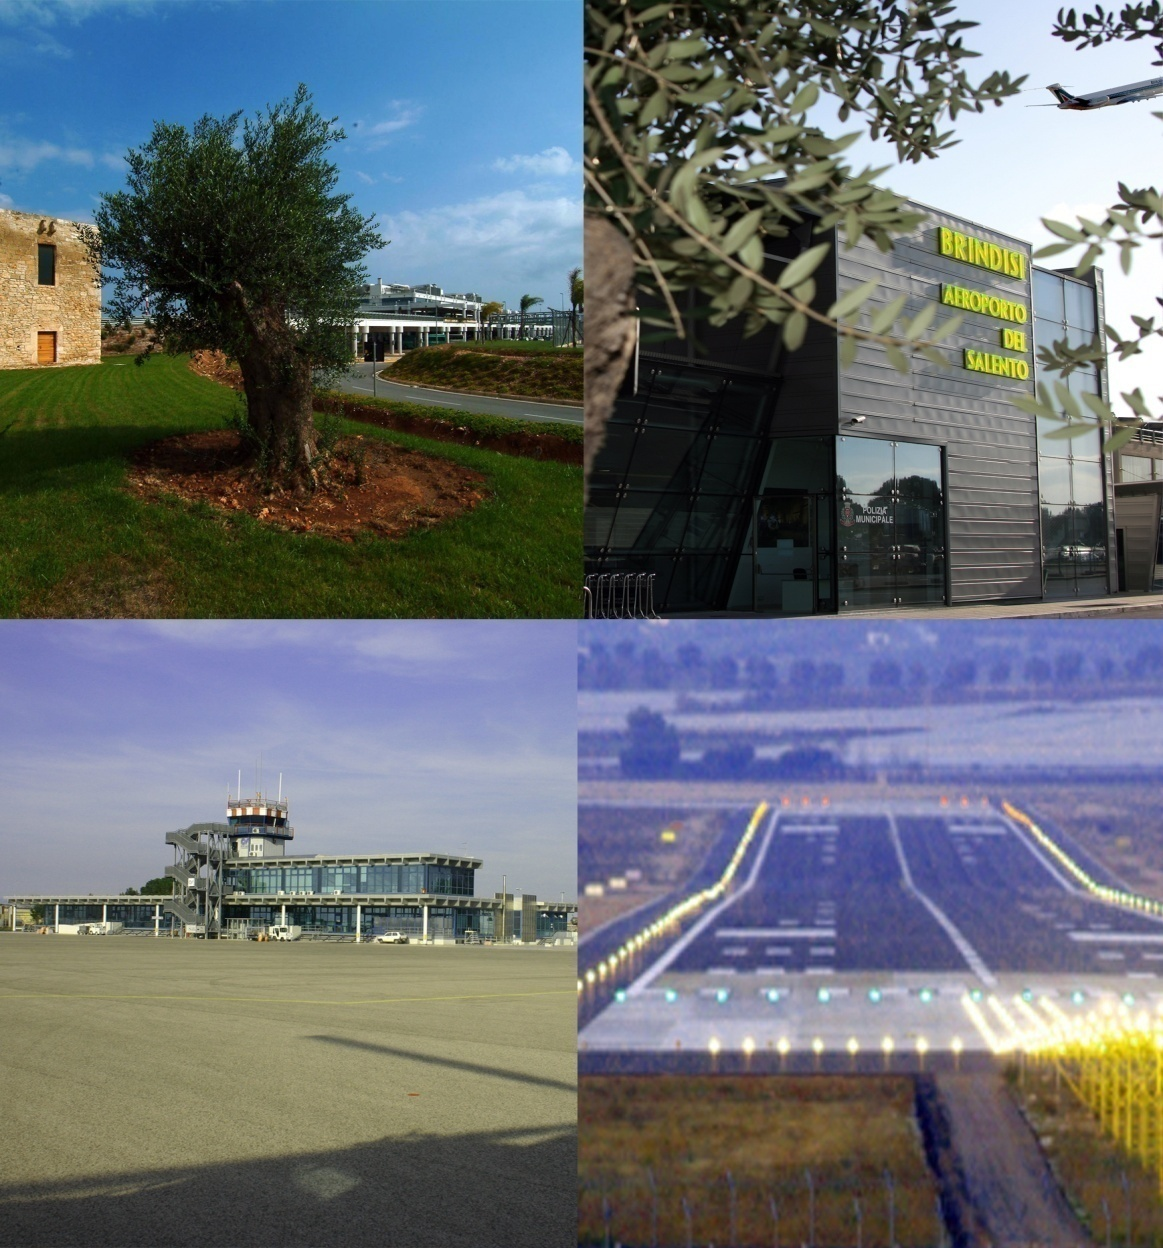 BRINDISI
AEROPORTO
DEL
SALENTO
POLIZIA
MUNICIPALE